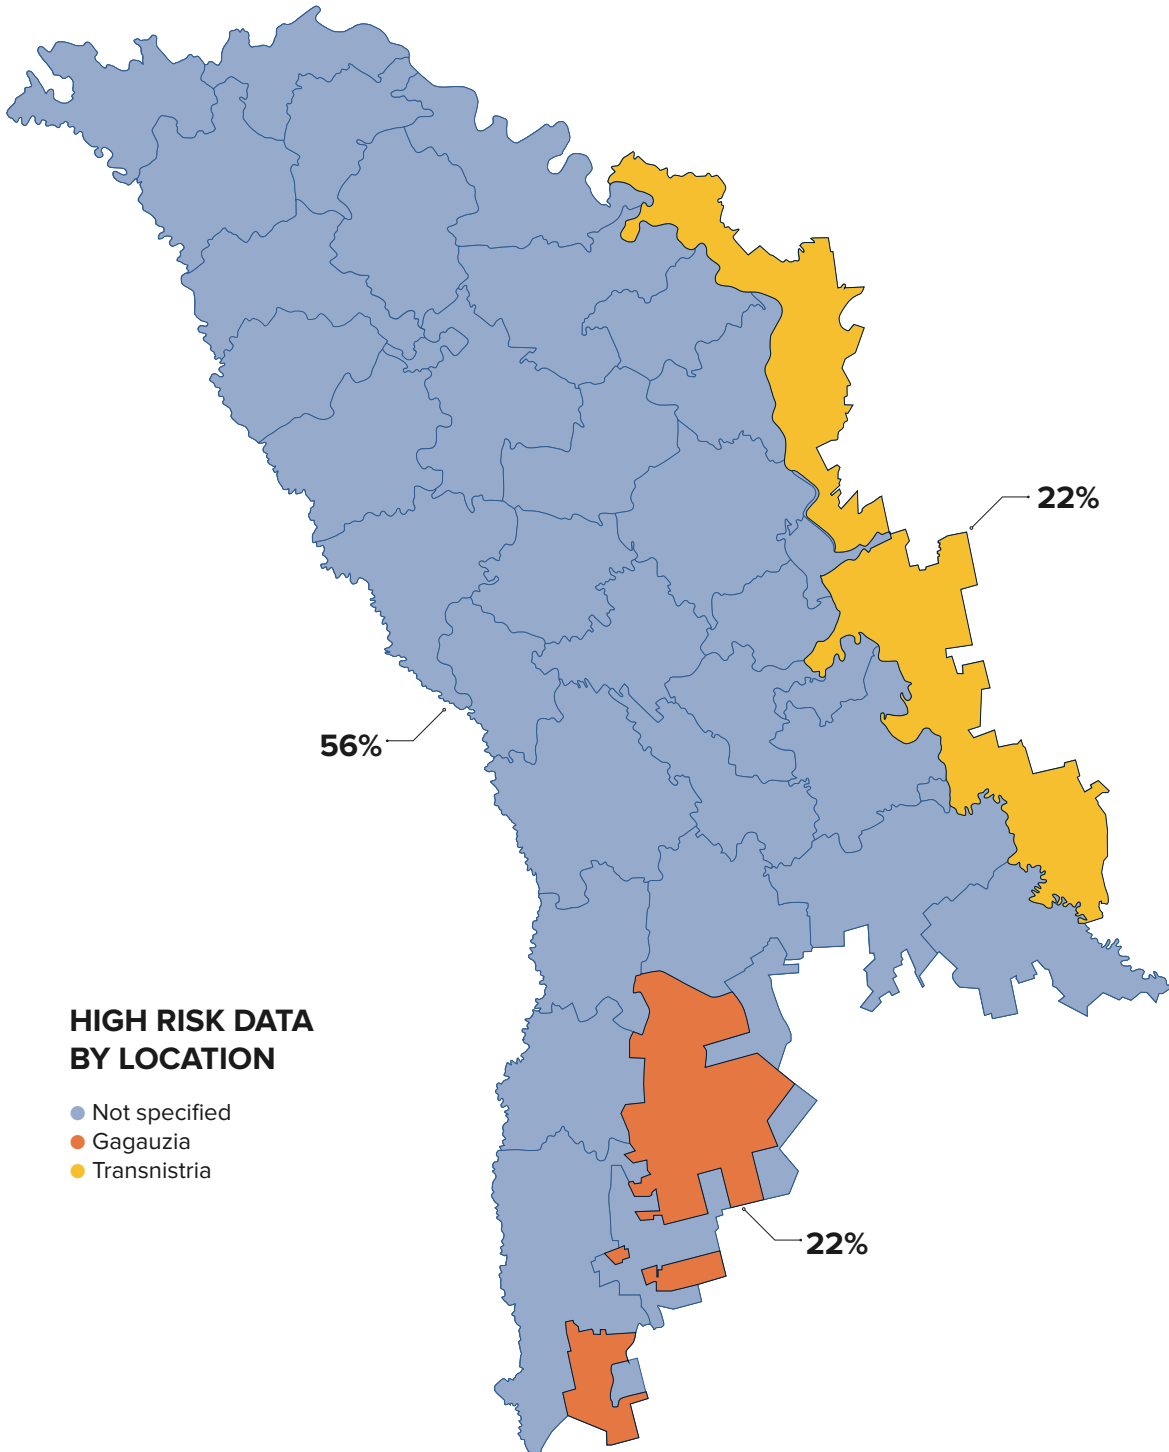 22%
56%
HIGH RISK DATA
BY LOCATION
Not specified
Gagauzia
Transnistria
22%